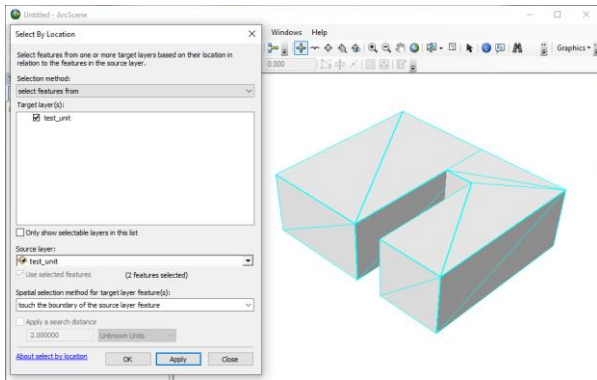 Untitled - ArcScene
Select By Location
Windows Help
Select features from one or more target layers based on their location in
relation to the features in the source layer.
Selection method:
select features from
Target layer(s):
test_unit
Only show selectable layers in this list
Source layer:
test_unit
Use selected features (2 features selected)
Spatial selection method for target layer feature(s):
touch the boundary of the source layer feature
Apply a search distance
2.000000 Unknown Units
About select by location OK Apply Close
Graphics
0.000